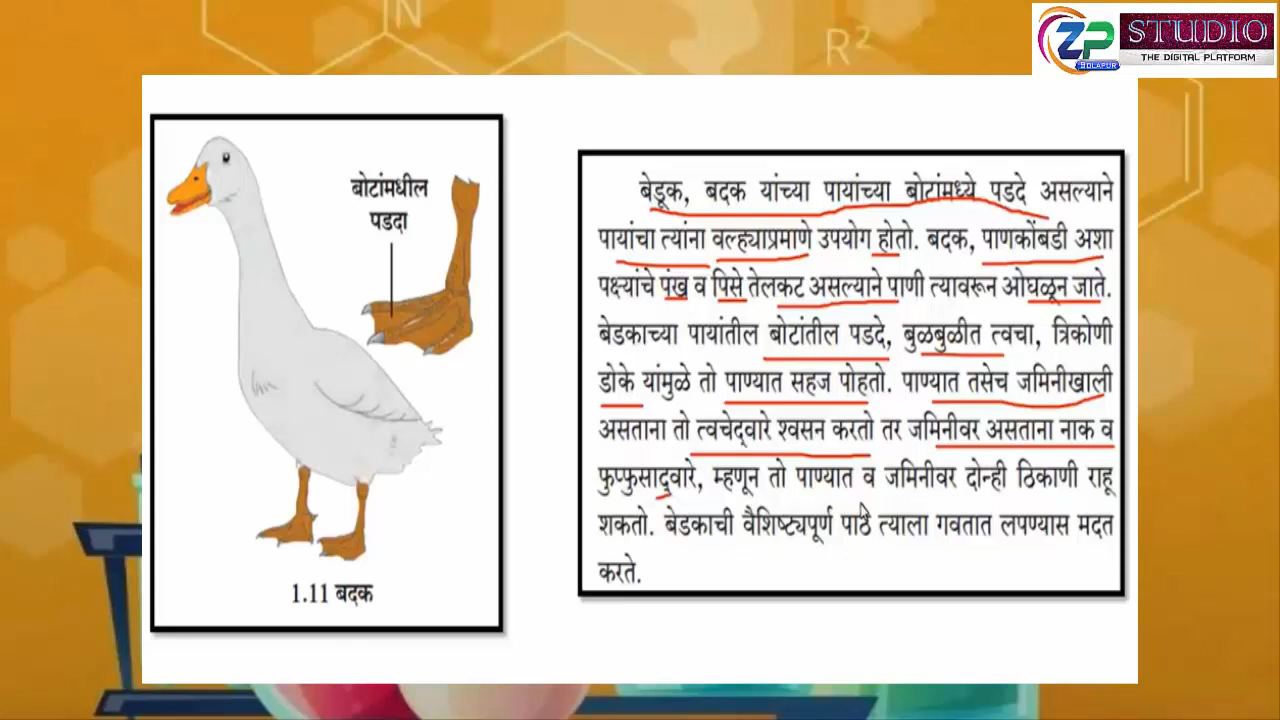 N
R²
ZP
SOLAPUR
STUDIO
THE DIGITAL PLATFORM
बोटांमधील
पडदा
1.11 बदक
बेडूक, बदक यांच्या पायांच्या बोटांमध्ये पडदे असल्याने
पायांचा त्यांना वल्ह्याप्रमाणे उपयोग होतो. बदक, पाणकोंबडी अशा
पक्ष्यांचे पंख व पिसे तेलकट असल्याने पाणी त्यावरून ओघळून जाते.
बेडकाच्या पायांतील बोटांतील पडदे, बुळबुळीत त्वचा, त्रिकोणी
डोके यांमुळे तो पाण्यात सहज पोहतो. पाण्यात तसेच जमिनीखाली
असताना तो त्वचेद्‌वारे श्वसन करतो तर जमिनीवर असताना नाक व
फुप्फुसाद्‌वारे, म्हणून तो पाण्यात व जमिनीवर दोन्ही ठिकाणी राहू
शकतो. बेडकाची वैशिष्ट्यपूर्ण पाठे त्याला गवतात लपण्यास मदत
करते.